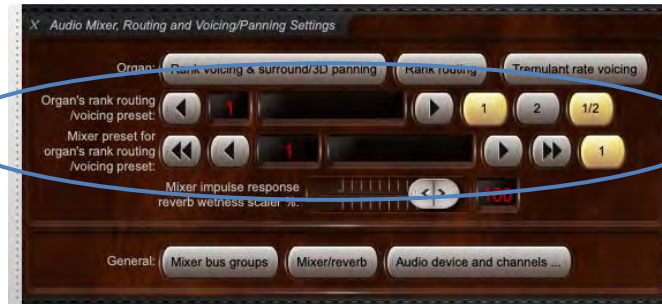 X Audio Mixer, Routing and Voicing/Panning Settings
Organ: Rank voicing & surround/3D panning Rank routing Tremulant rate voicing
Organ's rank routing
/voicing preset: 1 1 2 1/2
Mixer preset for
organ's rank routing
/voicing preset: 1 1
Mixer impulse response
reverb wetness scaler %: 100
General: Mixer bus groups Mixer/reverb Audio device and channels ...